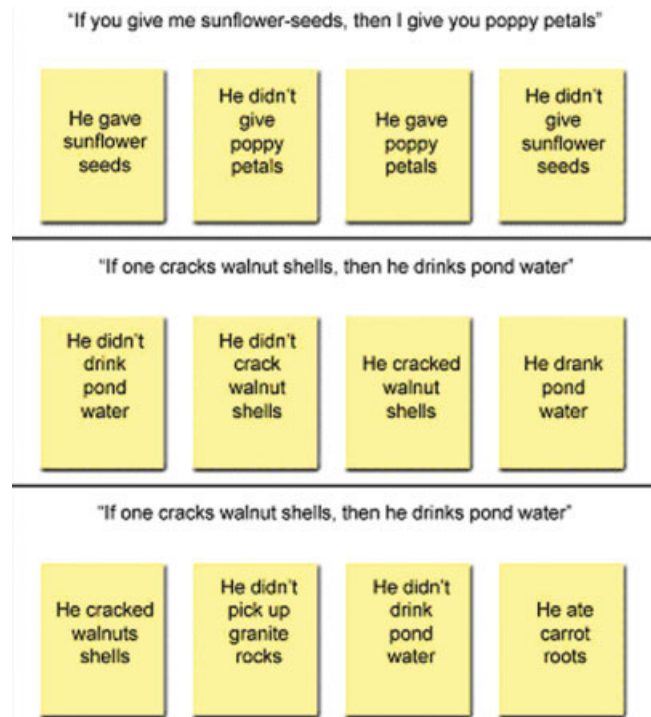 "If you give me sunflower-seeds, then I give you poppy petals"
He gave
sunflower
seeds
He didn't
give
poppy
petals
He gave
poppy
petals
He didn't
give
sunflower
seeds
"If one cracks walnut shells, then he drinks pond water"
He didn't
drink
pond
water
He didn't
crack
walnut
shells
He cracked
walnut
shells
He drank
pond
water
"If one cracks walnut shells, then he drinks pond water"
He cracked
walnuts
shells
He didn't
pick up
granite
rocks
He didn't
drink
pond
water
He ate
carrot
roots